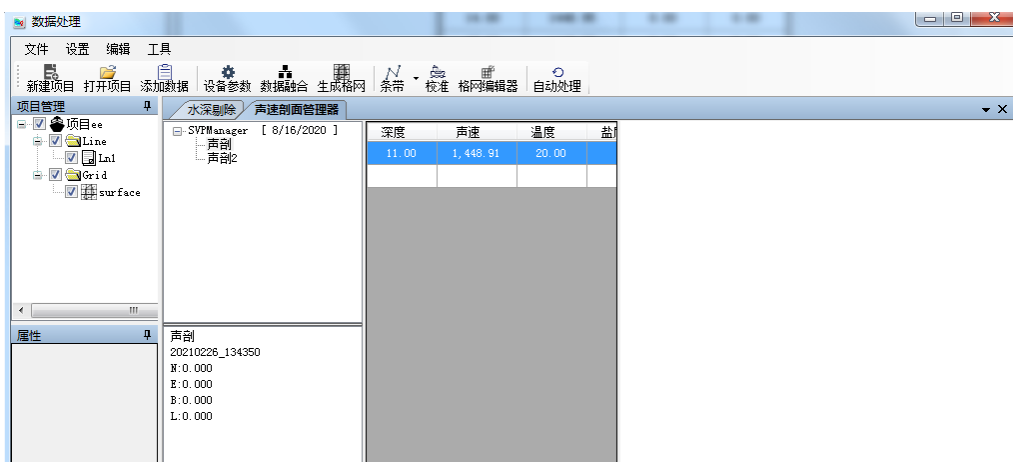 数据处理
文件 设置 编辑 工具
新建项目 打开项目 添加数据 设备参数 数据融合 生成格网 条带 校准 格网编辑器 自动处理
项目管理
水深剔除 声速剖面管理器
项目ee
Line
Ln1
Grid
surface
SVPManager [ 8/16/2020 ]
声剖
声剖2
深度 声速 温度
11.00 1,448.91 20.00
属性
声剖
20210226_134350
N:0.000
E:0.000
B:0.000
L:0.000